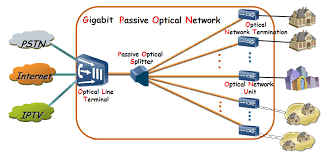 Gigabit Passive Optical Network
PSTN
Internet
IPTV
Optical Line
Terminal
Passive Optical
Splitter
Optical
Network Termination
Optical Network
Unit